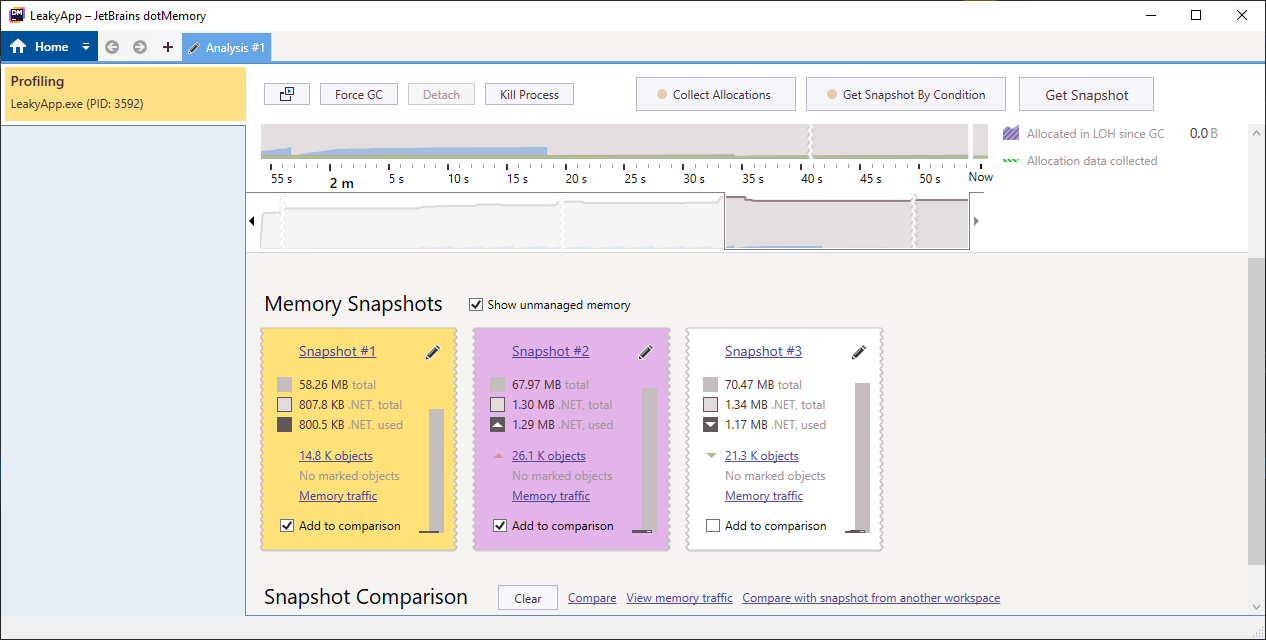 DM LeakyApp – JetBrains dotMemory
Home Analysis #1
Profiling
LeakyApp.exe (PID: 3592)
Force GC Detach Kill Process Collect Allocations Get Snapshot By Condition Get Snapshot
Allocated in LOH since GC 0.0 B
Allocation data collected
55 s 2 m 5 s 10 s 15 s 20 s 25 s 30 s 35 s 40 s 45 s 50 s Now
Memory Snapshots Show unmanaged memory
Snapshot #1
58.26 MB total
807.8 KB .NET, total
800.5 KB .NET, used
14.8 K objects
No marked objects
Memory traffic
Add to comparison
Snapshot #2
67.97 MB total
1.30 MB .NET, total
1.29 MB .NET, used
26.1 K objects
No marked objects
Memory traffic
Add to comparison
Snapshot #3
70.47 MB total
1.34 MB .NET, total
1.17 MB .NET, used
21.3 K objects
No marked objects
Memory traffic
Add to comparison
Snapshot Comparison Clear Compare View memory traffic Compare with snapshot from another workspace